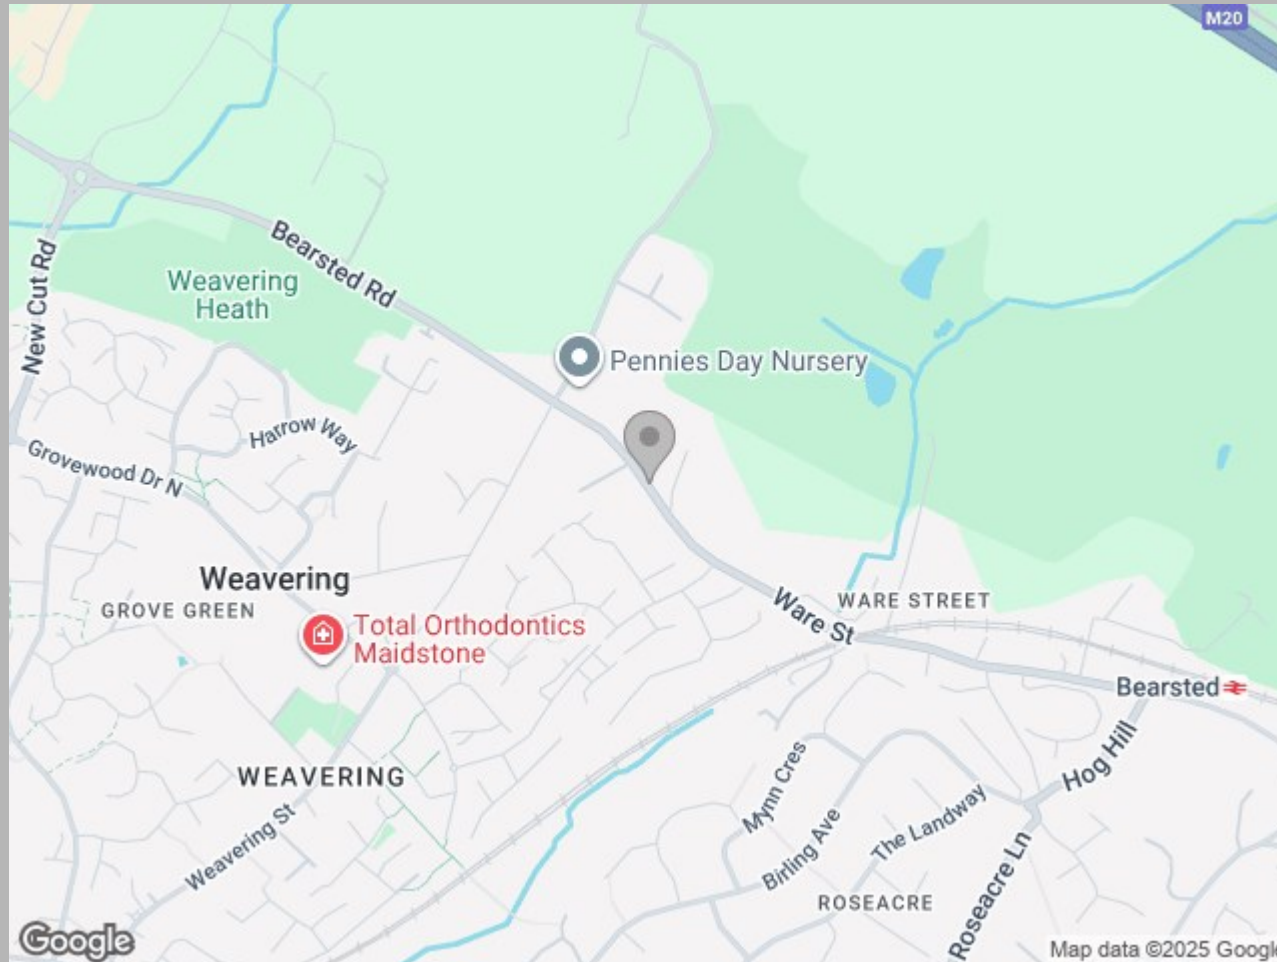 M20
Bearsted Rd
Weavering
Heath
New Cut Rd
Pennies Day Nursery
Harrow Way
Grovewood Dr N
Weavering
GROVE GREEN
Total Orthodontics
Maidstone
Ware St
WARE STREET
Bearsted
Hog Hill
WEAVERING
Weavering St
Mynn Cres
Birling Ave
The Landway
Roseacre Ln
ROSEACRE
Google
Map data ©2025 Google